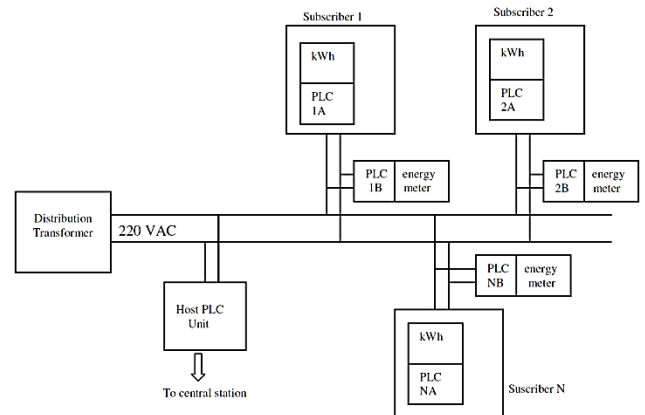 Subscriber 1
Subscriber 2
kWh
PLC
1A
kWh
PLC
2A
PLC
1B
energy
meter
PLC
2B
energy
meter
Distribution
Transformer
220 VAC
PLC
NB
energy
meter
Host PLC
Unit
kWh
PLC
NA
Suscriber N
To central station